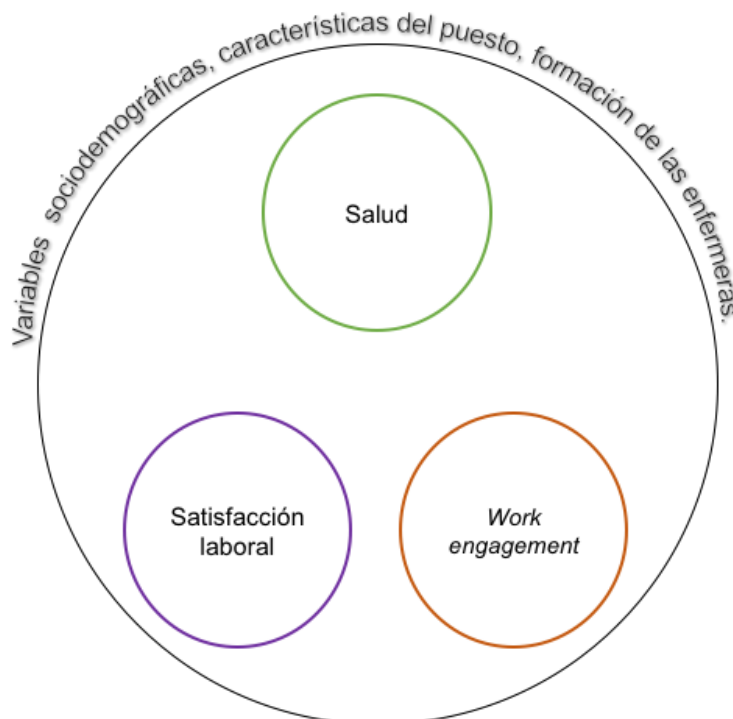 Variables sociodemográficas, características del puesto, formación de las enfermeras.
Salud
Satisfacción
laboral
Work
engagement